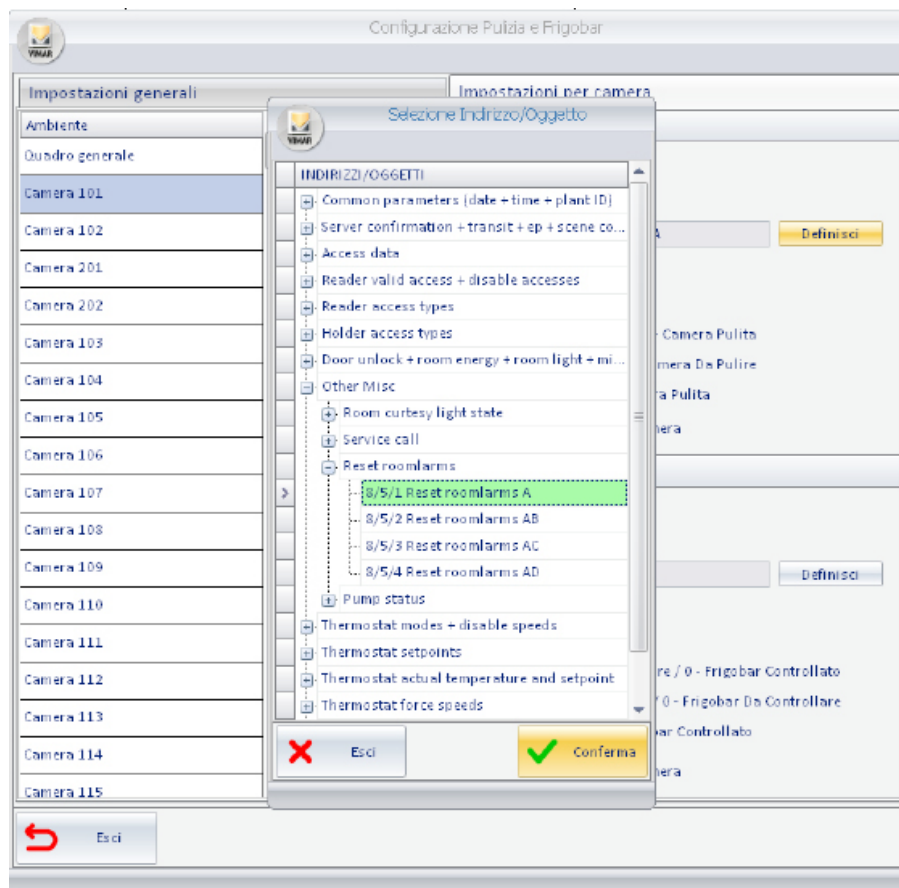 Configurazione Pulizia e Frigobar
VIMAR
Impostazioni generali
Impostazioni per camera
Ambiente
Quadro generale
Camera 101
Camera 102
Camera 201
Camera 202
Camera 103
Camera 104
Camera 105
Camera 106
Camera 107
Camera 108
Camera 109
Camera 110
Camera 111
Camera 112
Camera 113
Camera 114
Camera 115
Selezione Indirizzo/Oggetto
VIMAR
INDIRIZZI/OGGETTI
Common parameters (date + time + plant ID)
Server confirmation + transit + ep + scene co...
Access data
Reader valid access + disable accesses
Reader access types
Holder access types
Door unlock + room energy + room light + mi...
Other Misc
Room curtesy light state
Service call
Reset roomlarms
8/5/1 Reset roomlarms A
8/5/2 Reset roomlarms AB
8/5/3 Reset roomlarms AC
8/5/4 Reset roomlarms AD
Pump status
Thermostat modes + disable speeds
Thermostat setpoints
Thermostat actual temperature and setpoint
Thermostat force speeds
Esci
Conferma
A
Definisci
- Camera Pulita
mera Da Pulire
ra Pulita
nera
Definisci
re / 0 - Frigobar Controllato
/ 0 - Frigobar Da Controllare
bar Controllato
nera
Esci